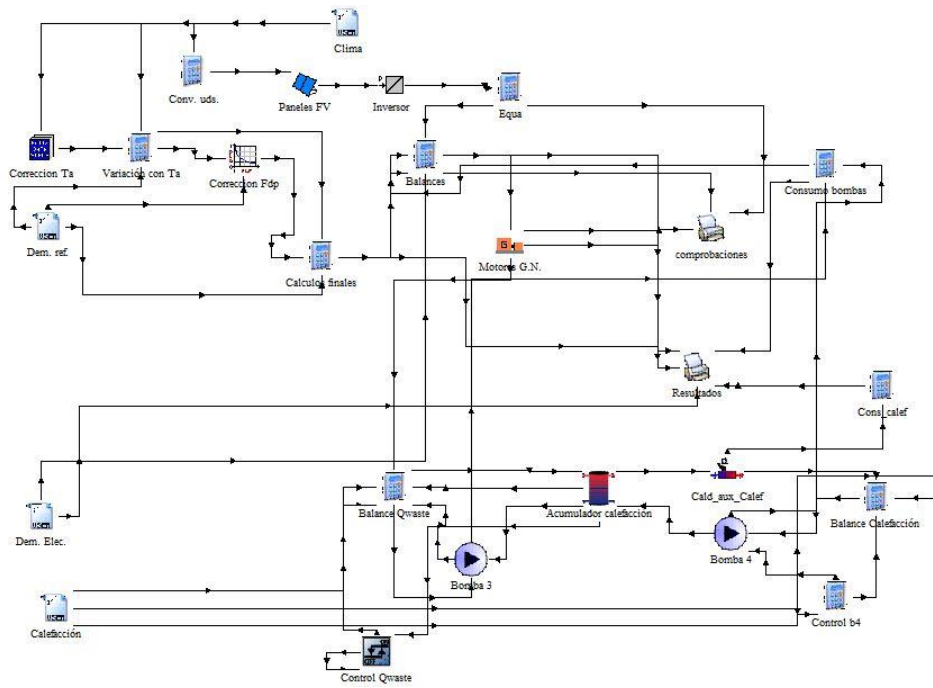 Clima
Conv. uds.
Paneles FV
Inversor
Equa
Correccion Ta
Variación con Ta
Correccion Fdp
Balances
Consumo bombas
Dem. ref.
Calculos finales
Motores G.N.
comprobaciones
Resultados
Cons_calef
Dem. Elec.
Balance Qwaste
Acumulador calefacción
Cald_aux_Calef
Balance Calefacción
Bomba 3
Bomba 4
Calefacción
Control b4
Control Qwaste